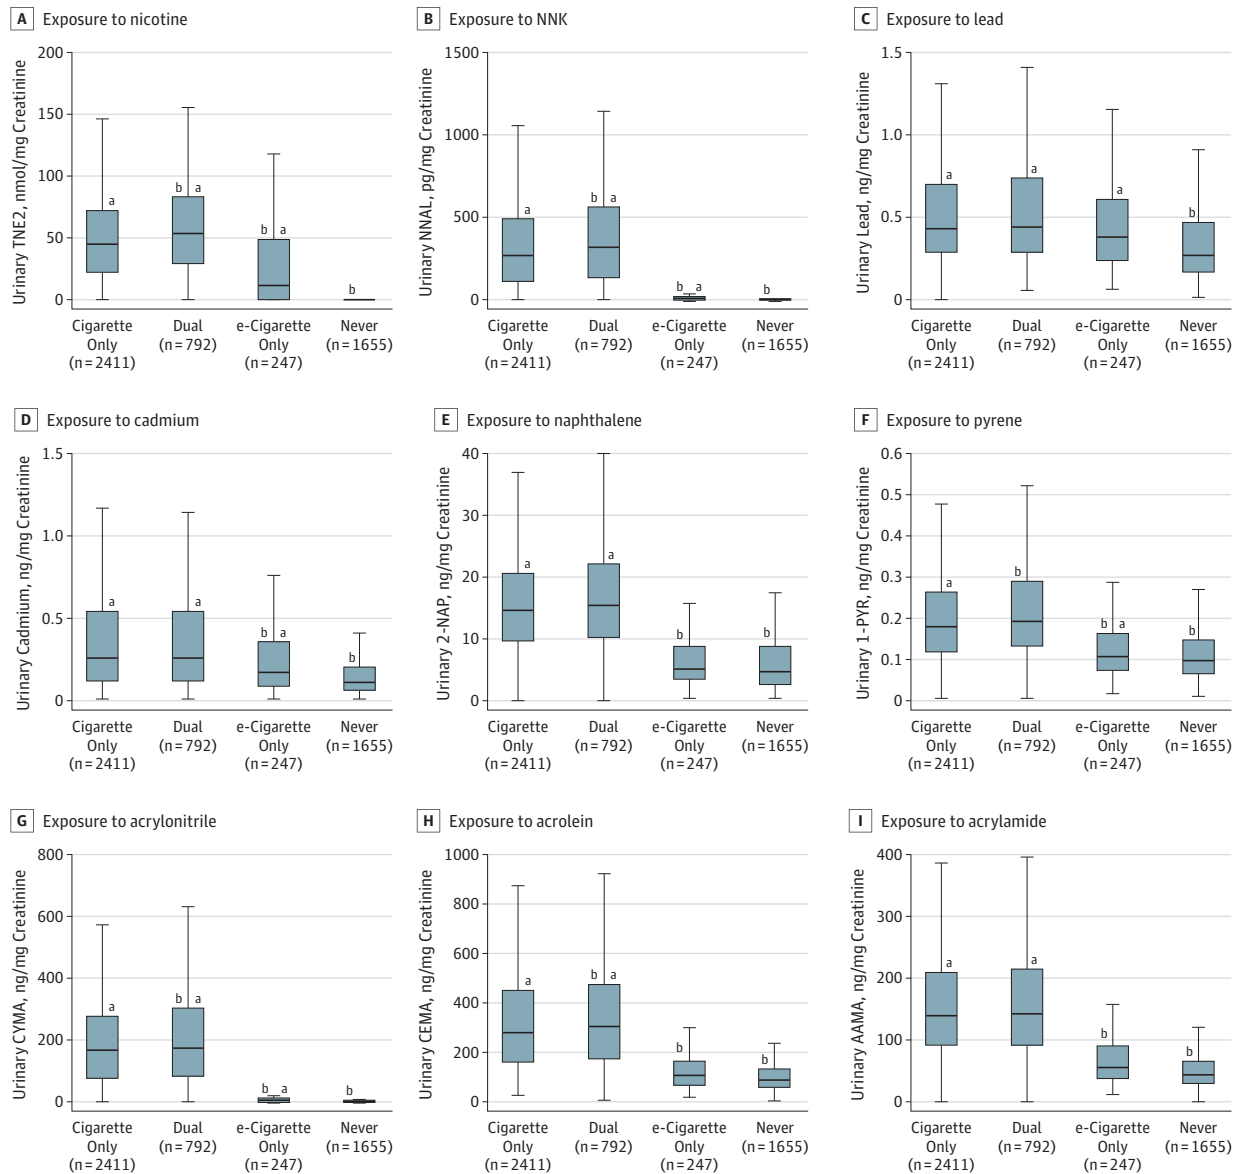 A Exposure to nicotine
Urinary TNE2, nmol/mg Creatinine
200
150
100
50
0
a
b a
b a
b
Cigarette Only (n=2411)
Dual (n=792)
e-Cigarette Only (n=247)
Never (n=1655)
B Exposure to NNK
Urinary NNAL, pg/mg Creatinine
1500
1000
500
0
a
b a
b a
b
Cigarette Only (n=2411)
Dual (n=792)
e-Cigarette Only (n=247)
Never (n=1655)
C Exposure to lead
Urinary Lead, ng/mg Creatinine
1.5
1.0
0.5
0
a
a
a
b
Cigarette Only (n=2411)
Dual (n=792)
e-Cigarette Only (n=247)
Never (n=1655)
D Exposure to cadmium
Urinary Cadmium, ng/mg Creatinine
1.5
1.0
0.5
0
a
a
b a
b
Cigarette Only (n=2411)
Dual (n=792)
e-Cigarette Only (n=247)
Never (n=1655)
E Exposure to naphthalene
Urinary 2-NAP, ng/mg Creatinine
40
30
20
10
0
a
a
b
b
Cigarette Only (n=2411)
Dual (n=792)
e-Cigarette Only (n=247)
Never (n=1655)
F Exposure to pyrene
Urinary 1-PYR, ng/mg Creatinine
0.6
0.5
0.4
0.3
0.2
0.1
0
a
b
b a
b
Cigarette Only (n=2411)
Dual (n=792)
e-Cigarette Only (n=247)
Never (n=1655)
G Exposure to acrylonitrile
Urinary CYMA, ng/mg Creatinine
800
600
400
200
0
a
b a
b a
b
Cigarette Only (n=2411)
Dual (n=792)
e-Cigarette Only (n=247)
Never (n=1655)
H Exposure to acrolein
Urinary CEMA, ng/mg Creatinine
1000
800
600
400
200
0
a
b a
b
b
Cigarette Only (n=2411)
Dual (n=792)
e-Cigarette Only (n=247)
Never (n=1655)
I Exposure to acrylamide
Urinary AAMA, ng/mg Creatinine
400
300
200
100
0
a
a
b
b
Cigarette Only (n=2411)
Dual (n=792)
e-Cigarette Only (n=247)
Never (n=1655)